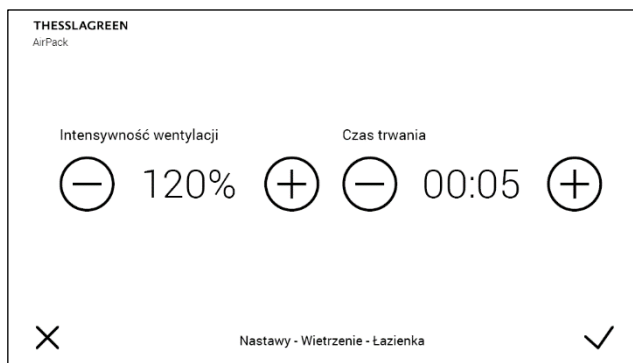 THESSLAGREEN
AirPack
Intensywność wentylacji
Czas trwania
120%
00:05
Nastawy - Wietrzenie - Łazienka